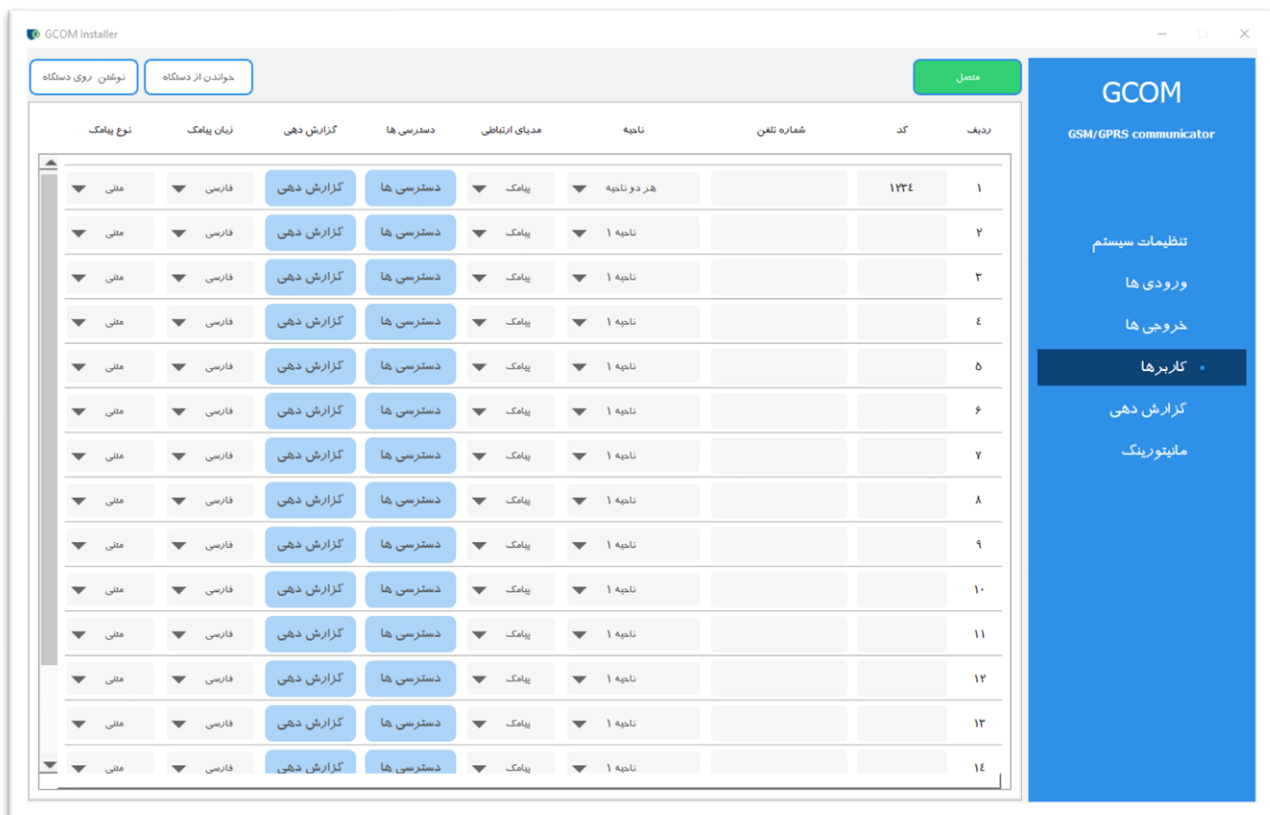 GCOM Installer
متصل
خواندن از دستگاه
نوشتن روی دستگاه
GCOM
GSM/GPRS communicator
تنظیمات سیستم
ورودی ها
خروجی ها
کاربرها
گزارش دهی
مانیتورینگ
ردیف کد شماره تلفن ناحیه مدیای ارتباطی دسترسی ها گزارش دهی زبان پیامک نوع پیامک
۱ ۱۲۳٤ هر دو ناحیه پیامک دسترسی ها گزارش دهی فارسی متنی
۲ ناحیه ۱ پیامک دسترسی ها گزارش دهی فارسی متنی
۳ ناحیه ۱ پیامک دسترسی ها گزارش دهی فارسی متنی
٤ ناحیه ۱ پیامک دسترسی ها گزارش دهی فارسی متنی
۵ ناحیه ۱ پیامک دسترسی ها گزارش دهی فارسی متنی
۶ ناحیه ۱ پیامک دسترسی ها گزارش دهی فارسی متنی
۷ ناحیه ۱ پیامک دسترسی ها گزارش دهی فارسی متنی
۸ ناحیه ۱ پیامک دسترسی ها گزارش دهی فارسی متنی
۹ ناحیه ۱ پیامک دسترسی ها گزارش دهی فارسی متنی
۱۰ ناحیه ۱ پیامک دسترسی ها گزارش دهی فارسی متنی
۱۱ ناحیه ۱ پیامک دسترسی ها گزارش دهی فارسی متنی
۱۲ ناحیه ۱ پیامک دسترسی ها گزارش دهی فارسی متنی
۱۳ ناحیه ۱ پیامک دسترسی ها گزارش دهی فارسی متنی
۱٤ ناحیه ۱ پیامک دسترسی ها گزارش دهی فارسی متنی